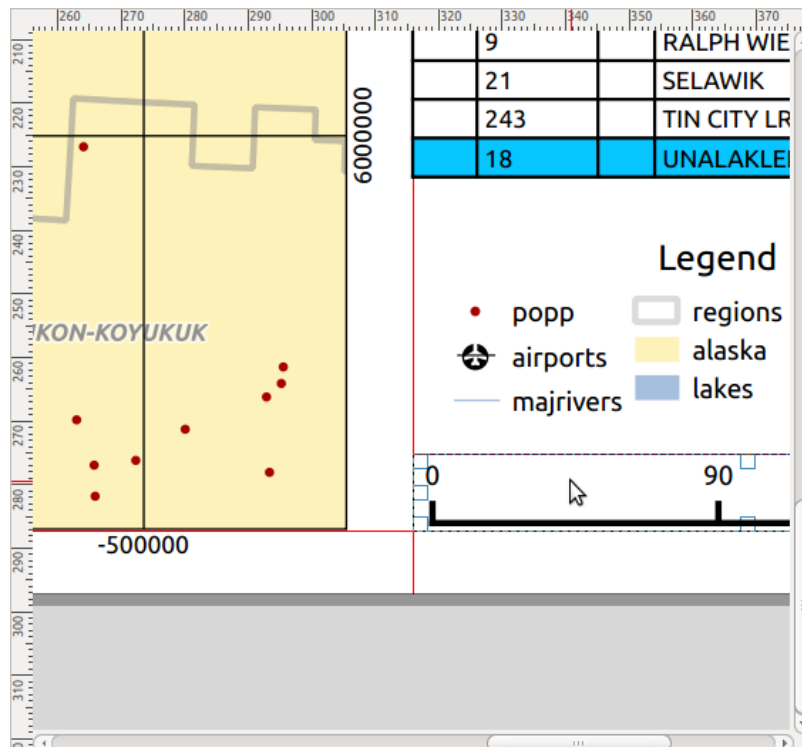 260 270 280 290 300 310 320 330 340 350 360 370
210
220
230
240
250
260
270
280
290
300
310
6000000
-500000
9 RALPH WIE
21 SELAWIK
243 TIN CITY LR
18 UNALAKLE
KON-KOYUKUK
Legend
popp
airports
majrivers
regions
alaska
lakes
0 90